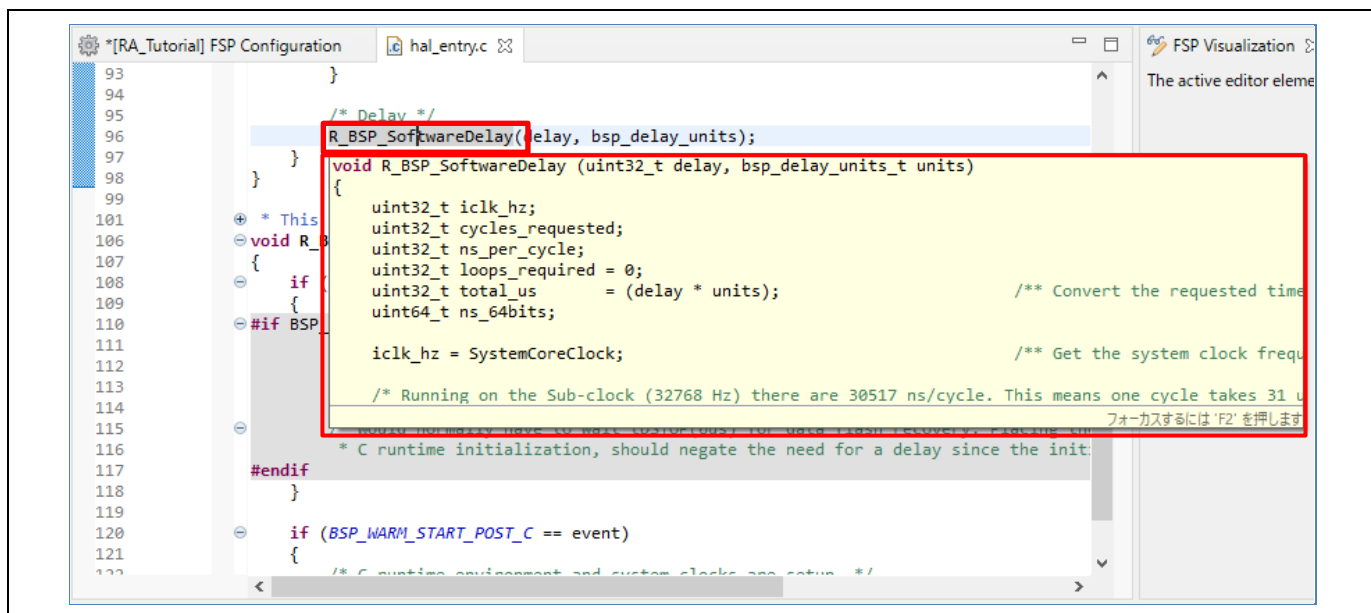 *[RA_Tutorial] FSP Configuration hal_entry.c FSP Visualization
The active editor eleme
93 }
94
95 /* Delay */
96 R_BSP_SoftwareDelay(delay, bsp_delay_units);
97 }
98 }
99
101 * This
106 void R_B
107 {
108 if (
109 {
110 #if BSP_
111
112
113
114
115
116 * C runtime initialization, should negate the need for a delay since the init
117 #endif
118 }
119
120 if (BSP_WARM_START_POST_C == event)
121 {
void R_BSP_SoftwareDelay (uint32_t delay, bsp_delay_units_t units)
{
uint32_t iclk_hz;
uint32_t cycles_requested;
uint32_t ns_per_cycle;
uint32_t loops_required = 0;
uint32_t total_us = (delay * units); /** Convert the requested time
uint64_t ns_64bits;
iclk_hz = SystemCoreClock; /** Get the system clock frequ
/* Running on the Sub-clock (32768 Hz) there are 30517 ns/cycle. This means one cycle takes 31 u
フォーカスするには 'F2' を押します